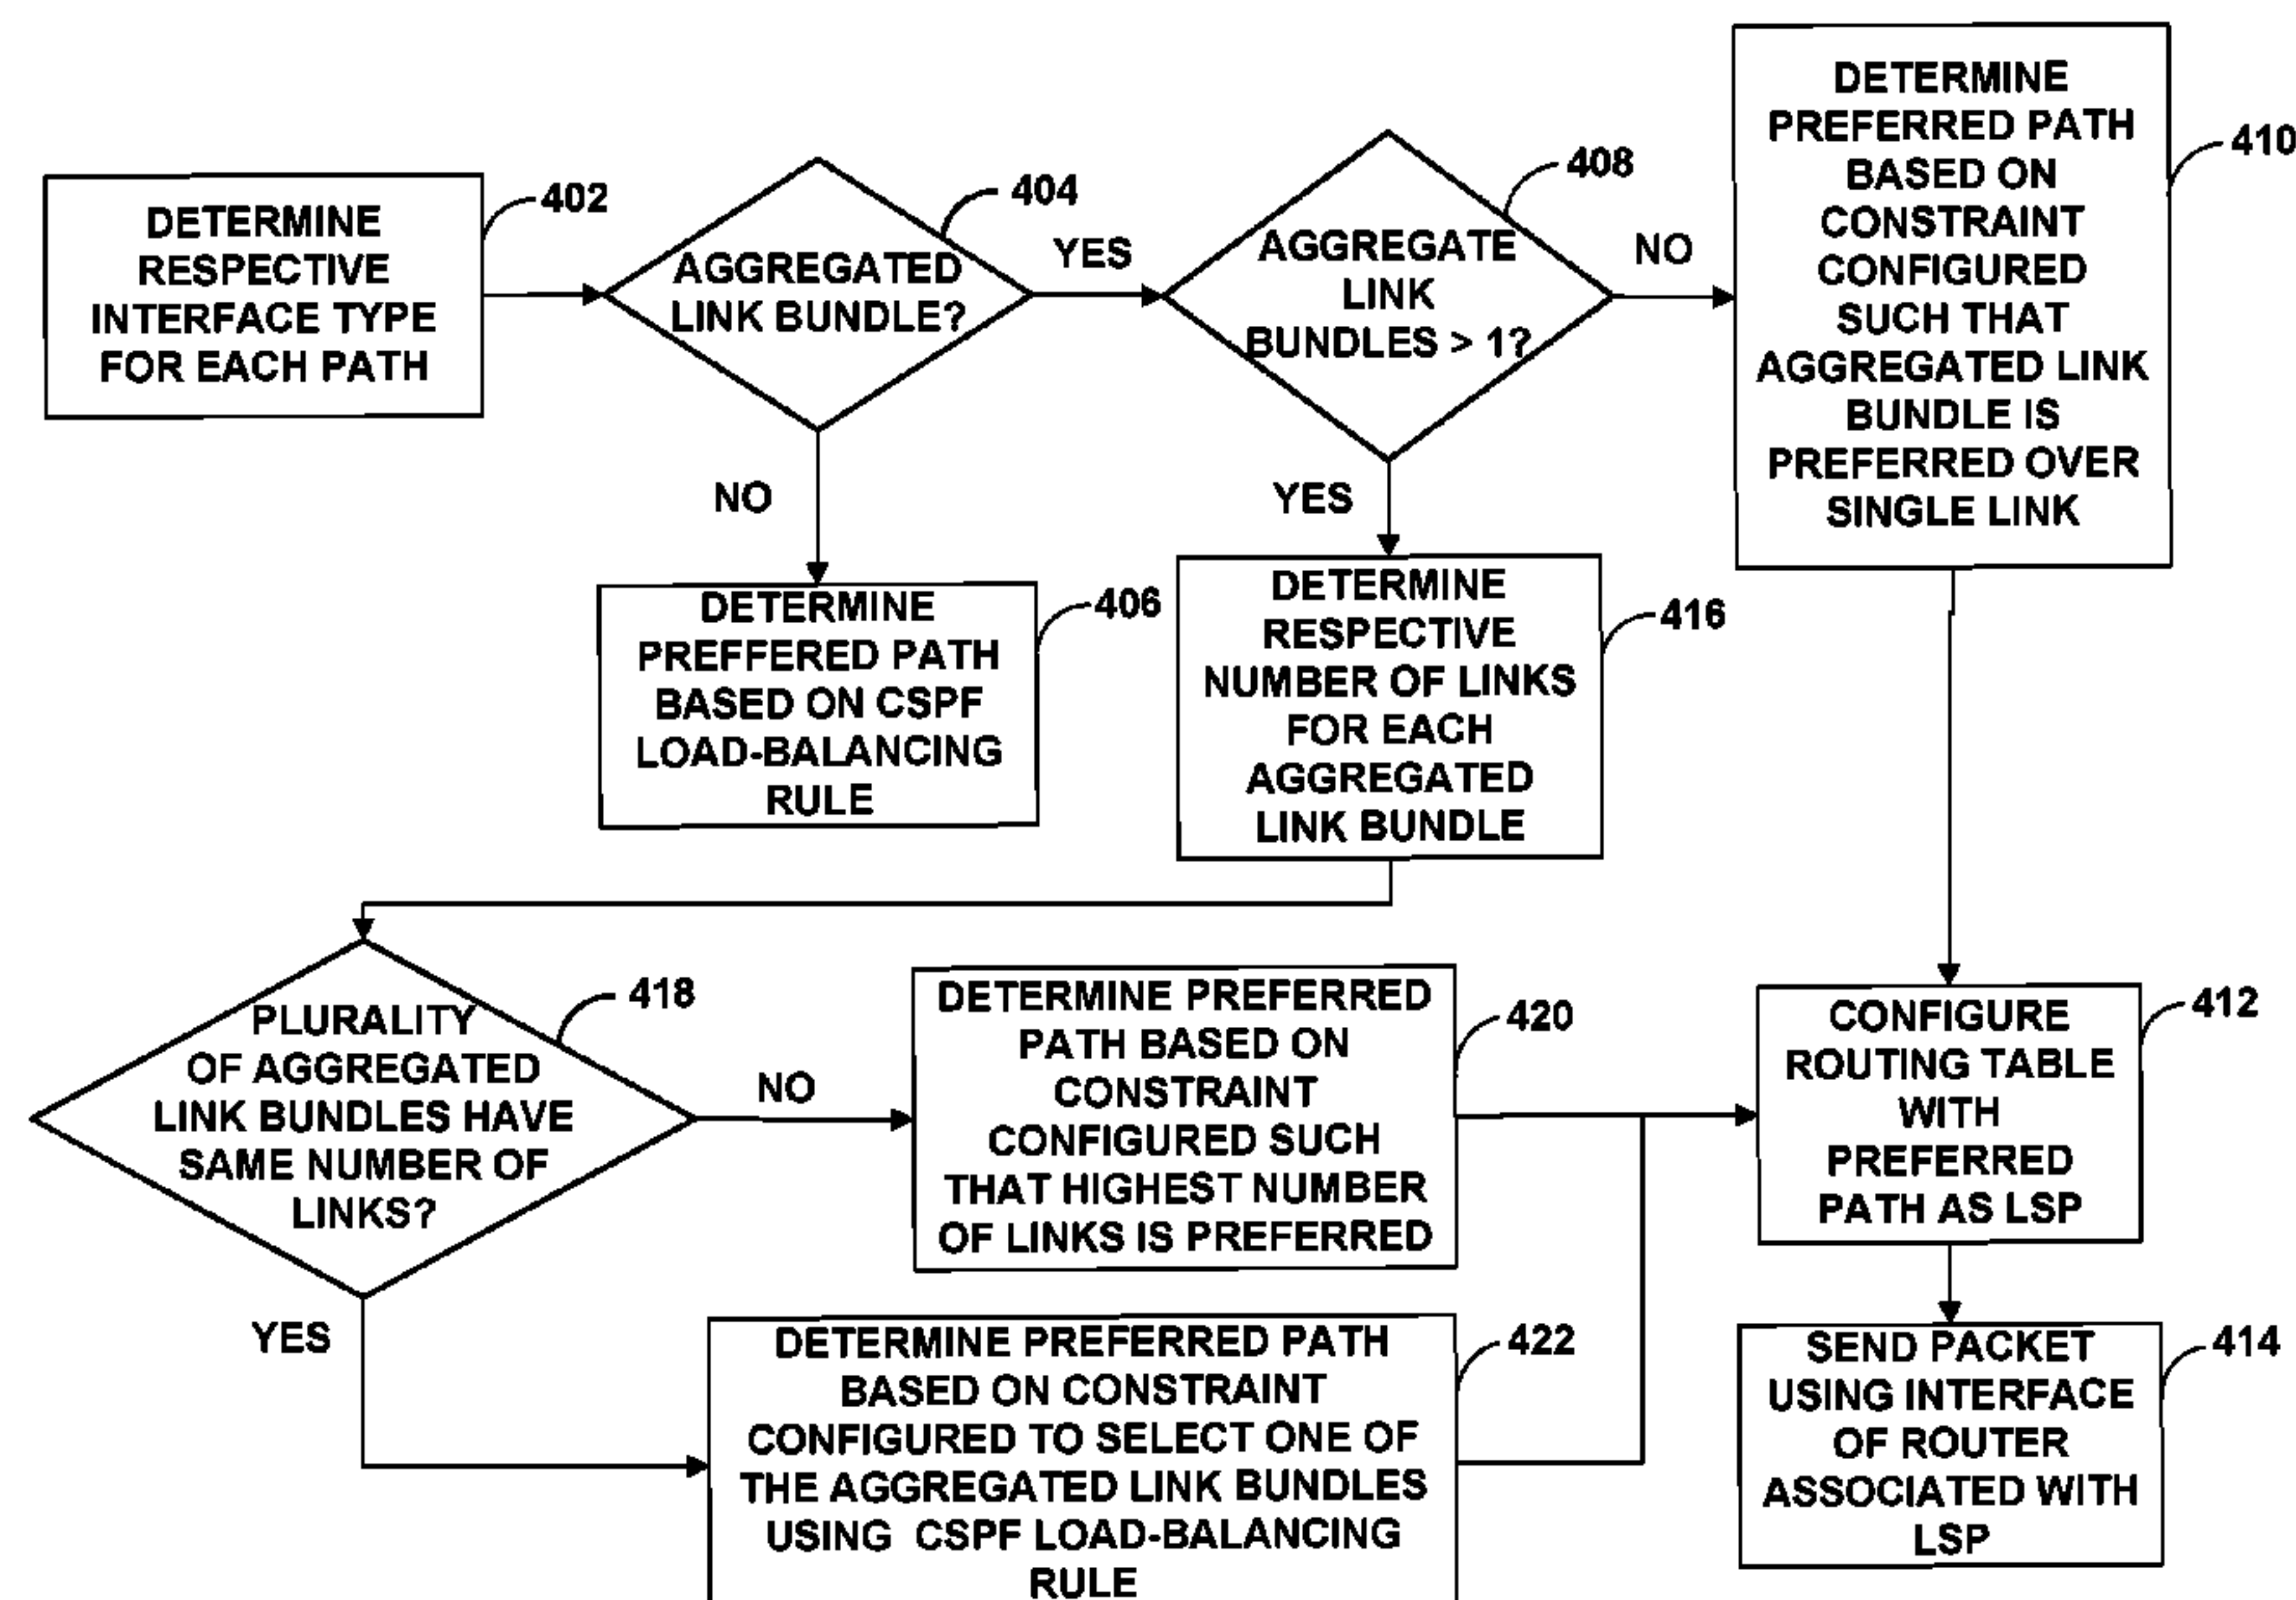 DETERMINE
RESPECTIVE
INTERFACE TYPE
FOR EACH PATH
402
AGGREGATED
LINK BUNDLE?
404
YES
NO
AGGREGATE
LINK
BUNDLES > 1?
408
NO
YES
DETERMINE
PREFERRED PATH
BASED ON
CONSTRAINT
CONFIGURED
SUCH THAT
AGGREGATED LINK
BUNDLE IS
PREFERRED OVER
SINGLE LINK
410
DETERMINE
PREFFERED PATH
BASED ON CSPF
LOAD-BALANCING
RULE
406
DETERMINE
RESPECTIVE
NUMBER OF LINKS
FOR EACH
AGGREGATED
LINK BUNDLE
416
PLURALITY
OF AGGREGATED
LINK BUNDLES HAVE
SAME NUMBER OF
LINKS?
418
NO
YES
DETERMINE PREFERRED
PATH BASED ON
CONSTRAINT
CONFIGURED SUCH
THAT HIGHEST NUMBER
OF LINKS IS PREFERRED
420
CONFIGURE
ROUTING TABLE
WITH
PREFERRED
PATH AS LSP
412
DETERMINE PREFERRED PATH
BASED ON CONSTRAINT
CONFIGURED TO SELECT ONE OF
THE AGGREGATED LINK BUNDLES
USING CSPF LOAD-BALANCING
RULE
422
SEND PACKET
USING INTERFACE
OF ROUTER
ASSOCIATED WITH
LSP
414